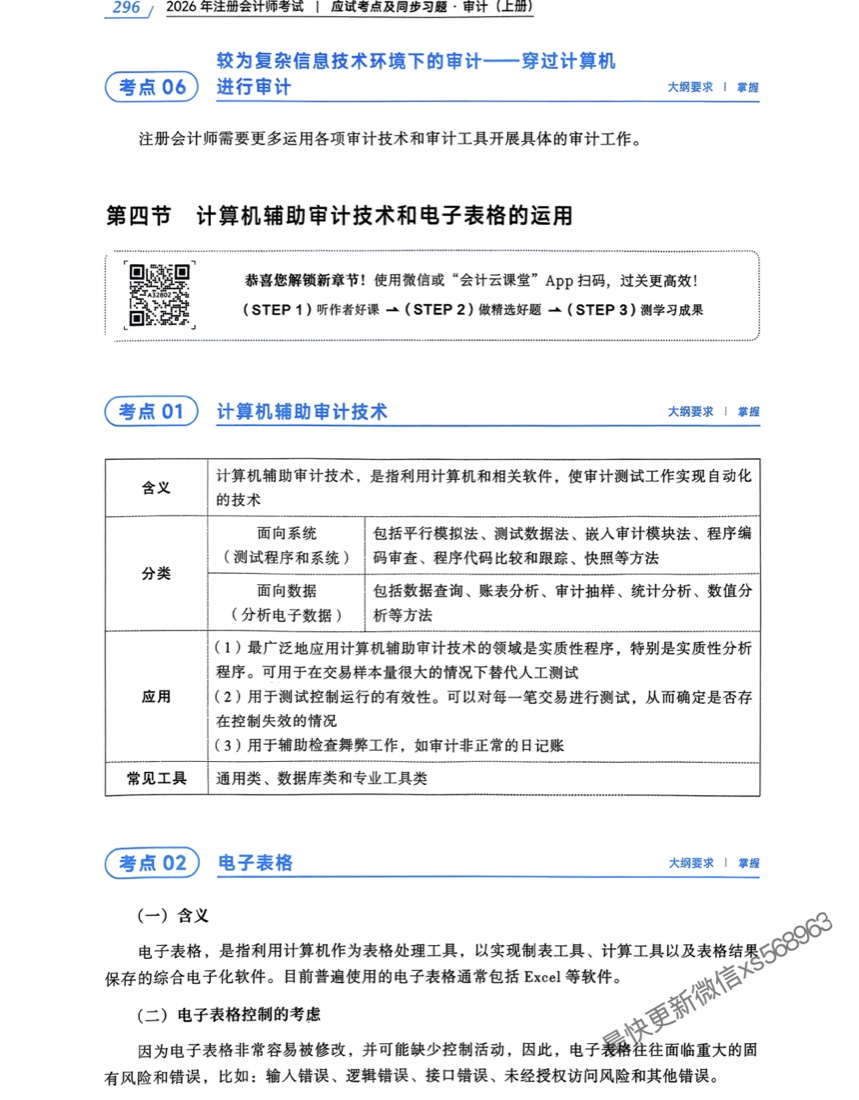 296 / 2026年注册会计师考试 | 应试考点及同步习题·审计（上册）
考点 06 较为复杂信息技术环境下的审计——穿过计算机
进行审计 大纲要求 | 掌握
注册会计师需要更多运用各项审计技术和审计工具开展具体的审计工作。
第四节 计算机辅助审计技术和电子表格的运用
A32802
恭喜您解锁新章节！使用微信或“会计云课堂”App 扫码，过关更高效！
（STEP 1）听作者好课 →（STEP 2）做精选好题 →（STEP 3）测学习成果
考点 01 计算机辅助审计技术 大纲要求 | 掌握
含义
计算机辅助审计技术，是指利用计算机和相关软件，使审计测试工作实现自动化
的技术
分类
面向系统
（测试程序和系统）
包括平行模拟法、测试数据法、嵌入审计模块法、程序编
码审查、程序代码比较和跟踪、快照等方法
面向数据
（分析电子数据）
包括数据查询、账表分析、审计抽样、统计分析、数值分
析等方法
应用
（1）最广泛地应用计算机辅助审计技术的领域是实质性程序，特别是实质性分析
程序。可用于在交易样本量很大的情况下替代人工测试
（2）用于测试控制运行的有效性。可以对每一笔交易进行测试，从而确定是否存
在控制失效的情况
（3）用于辅助检查舞弊工作，如审计非正常的日记账
常见工具 通用类、数据库类和专业工具类
考点 02 电子表格 大纲要求 | 掌握
（一）含义
电子表格，是指利用计算机作为表格处理工具，以实现制表工具、计算工具以及表格结果
保存的综合电子化软件。目前普遍使用的电子表格通常包括 Excel 等软件。
（二）电子表格控制的考虑
因为电子表格非常容易被修改，并可能缺少控制活动，因此，电子表格往往面临重大的固
有风险和错误，比如：输入错误、逻辑错误、接口错误、未经授权访问风险和其他错误。
最快更新微信xs568963